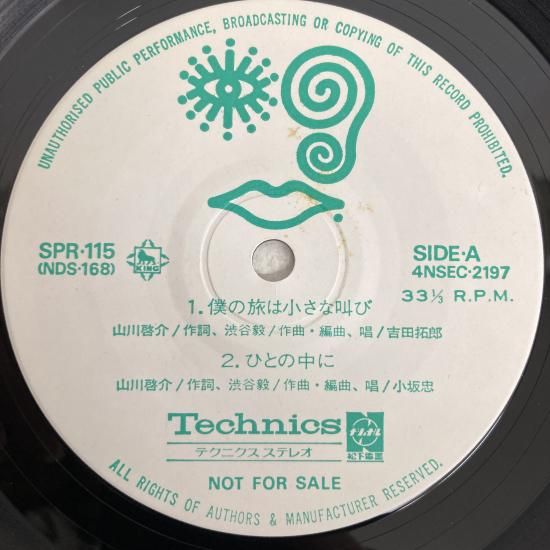 UNAUTHORISED PUBLIC PERFORMANCE, BROADCASTING OR COPYING OF THIS RECORD PROHIBITED.
SPR·115
(NDS·168)
KING
SIDE·A
4NSEC·2197
33⅓ R.P.M.
1. 僕の旅は小さな叫び
山川啓介/作詞、渋谷毅/作曲・編曲、唱/吉田拓郎
2. ひとの中に
山川啓介/作詞、渋谷毅/作曲・編曲、唱/小坂忠
Technics
テクニクス ステレオ
ナショナル
松下電器
NOT FOR SALE
ALL RIGHTS OF AUTHORS & MANUFACTURER RESERVED.